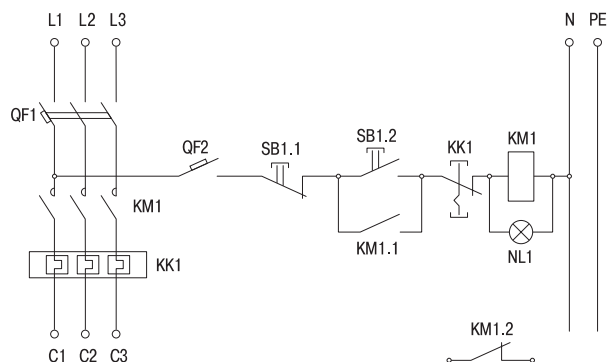 L1 L2 L3 N PE
QF1
QF2 SB1.1 SB1.2 KK1 KM1
KM1
KM1.1 NL1
KK1
KM1.2
C1 C2 C3